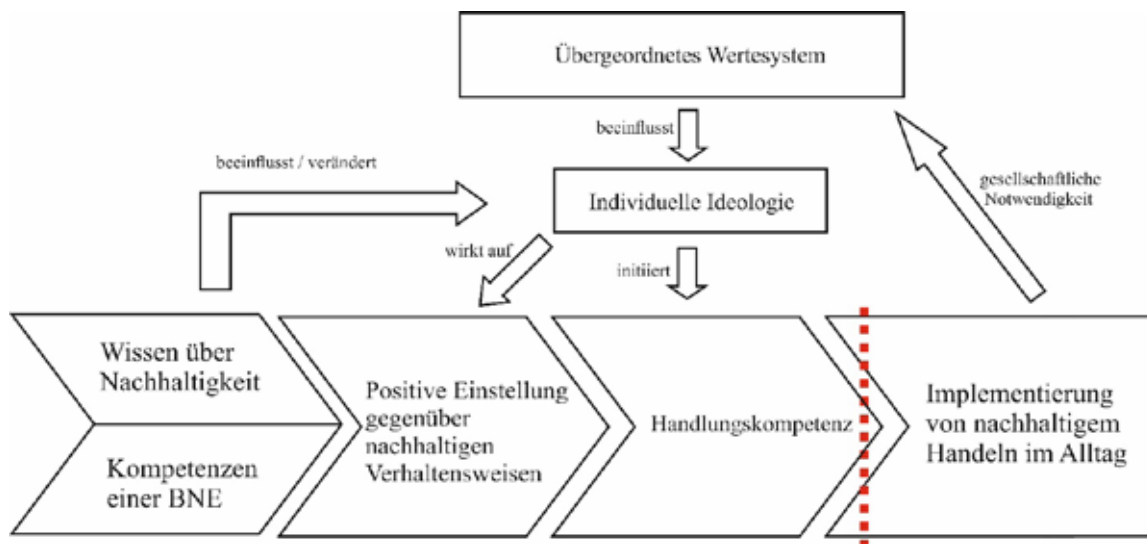 Übergeordnetes Wertesystem
beeinflusst
beeinflusst / verändert
gesellschaftliche
Notwendigkeit
Individuelle Ideologie
wirkt auf
initiiert
Wissen über
Nachhaltigkeit
Kompetenzen
einer BNE
Positive Einstellung
gegenüber
nachhaltigen
Verhaltensweisen
Handlungskompetenz
Implementierung
von nachhaltigem
Handeln im Alltag